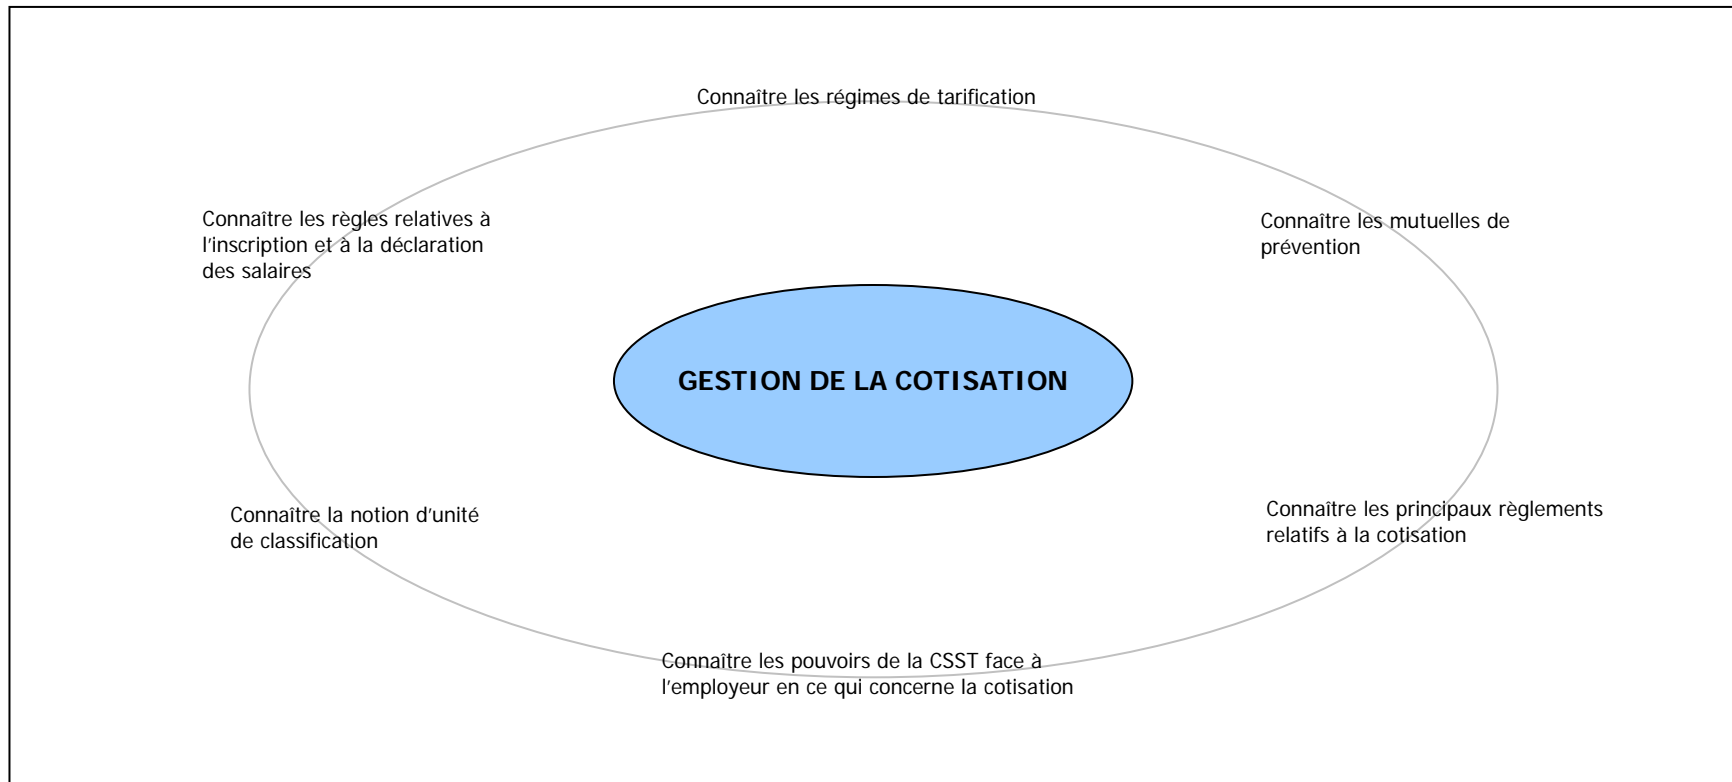 Connaître les régimes de tarification
Connaître les règles relatives à
l'inscription et à la déclaration
des salaires
Connaître les mutuelles de
prévention
GESTION DE LA COTISATION
Connaître la notion d'unité
de classification
Connaître les principaux règlements
relatifs à la cotisation
Connaître les pouvoirs de la CSST face à
l'employeur en ce qui concerne la cotisation